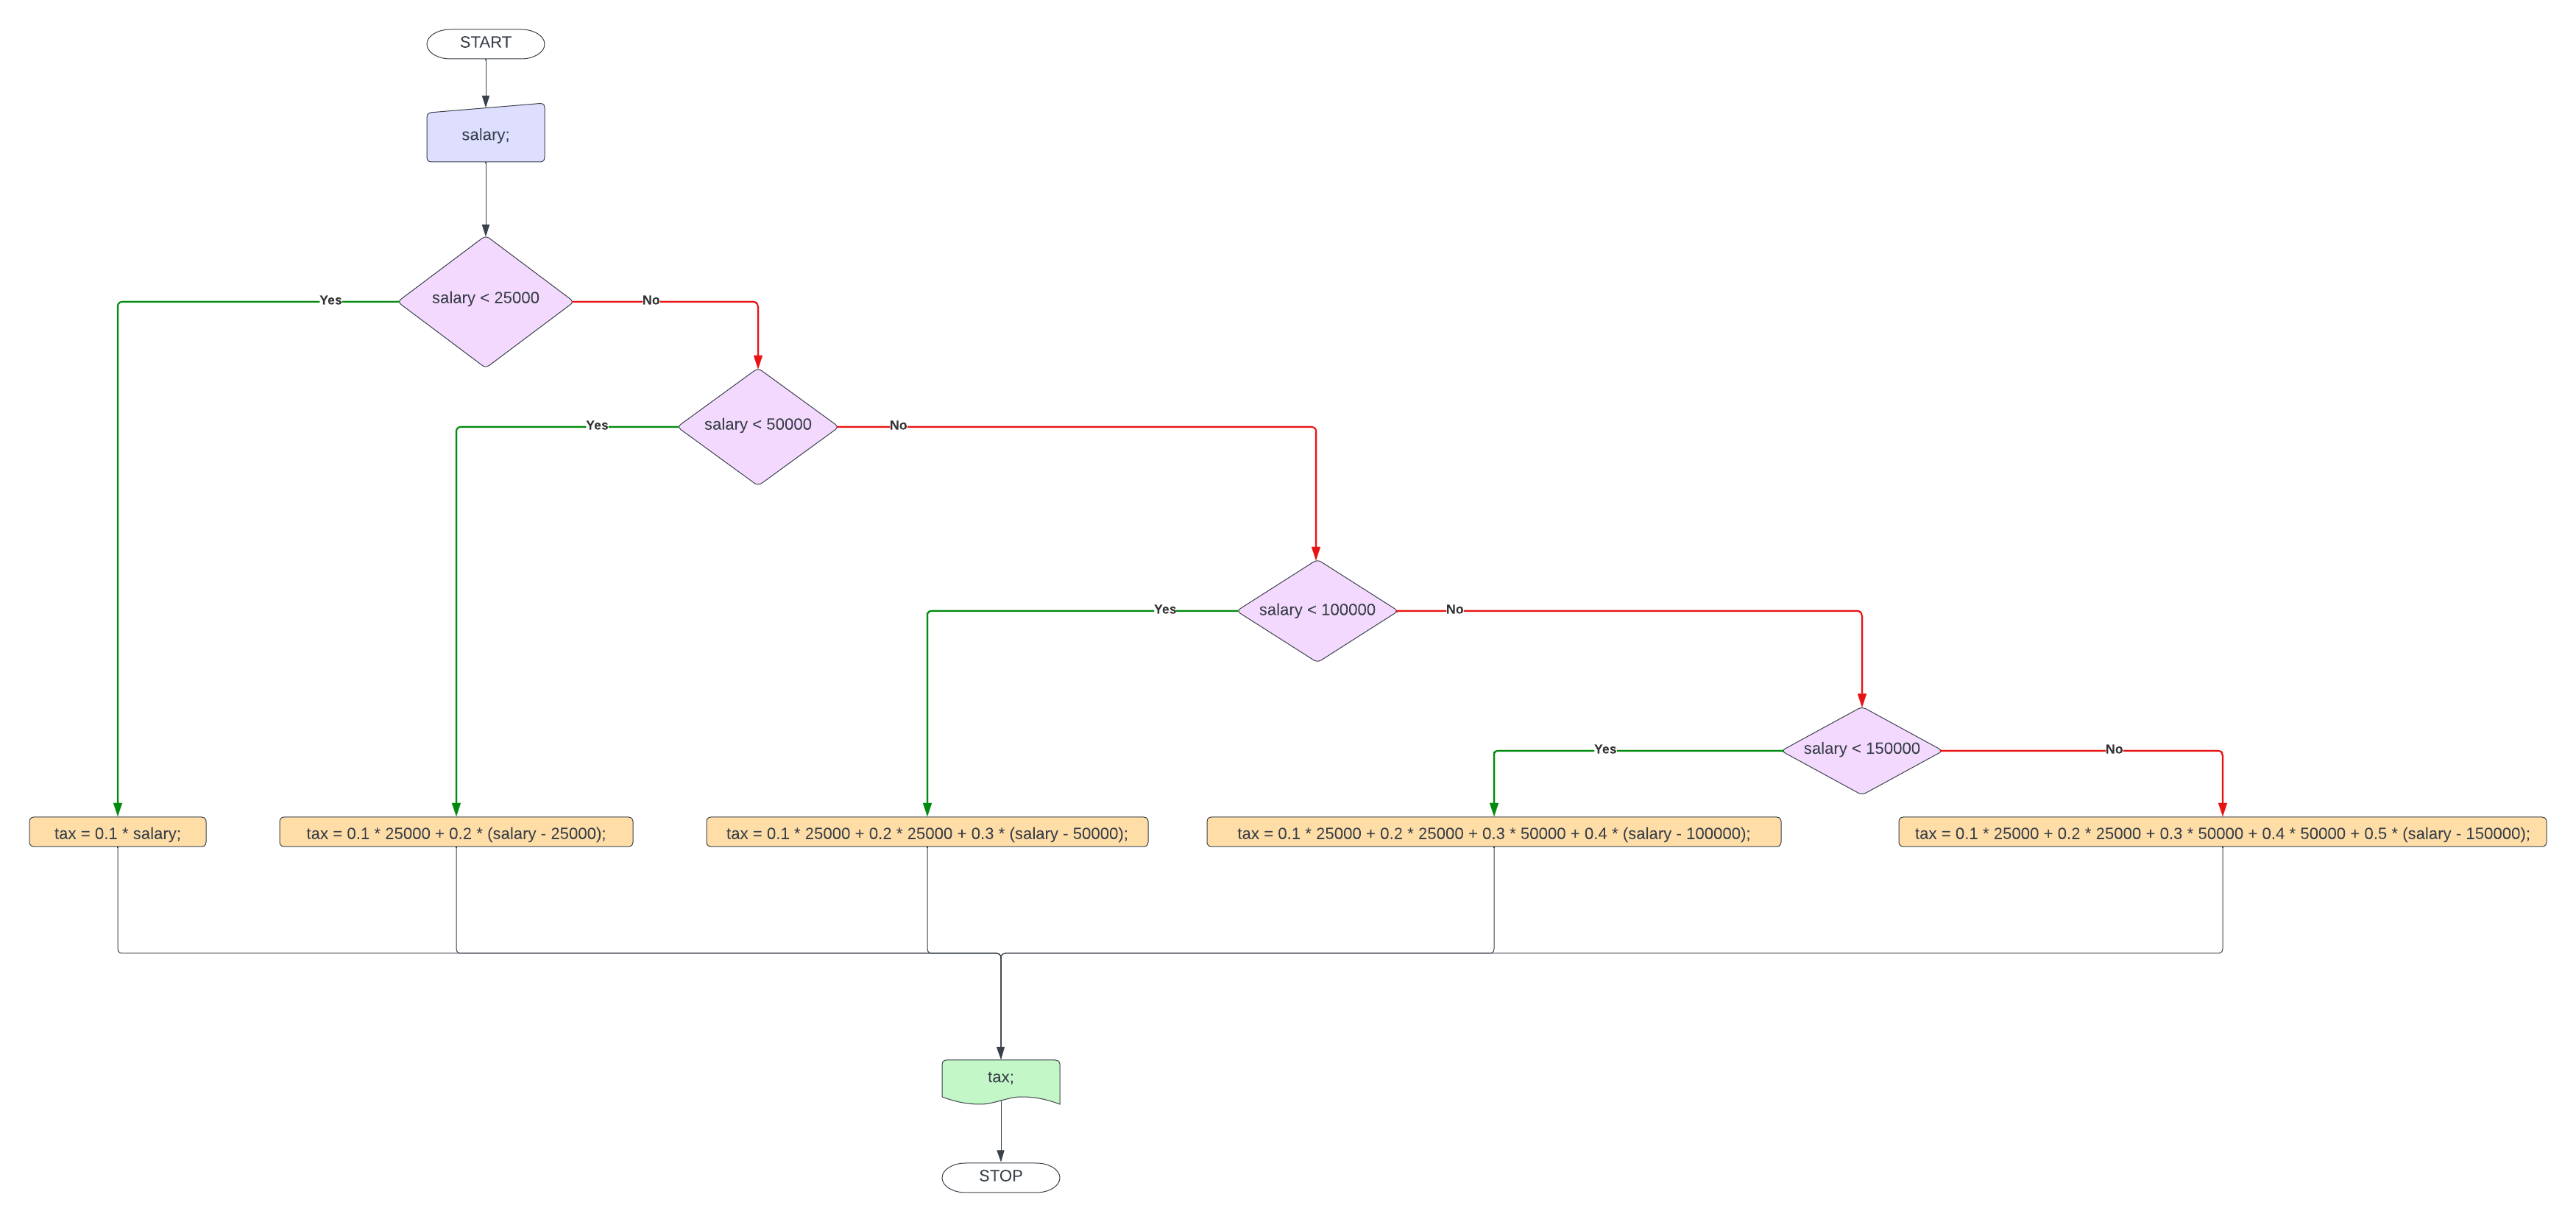 START
salary;
salary < 25000
Yes
No
salary < 50000
Yes
No
salary < 100000
Yes
No
salary < 150000
Yes
No
tax = 0.1 * salary;
tax = 0.1 * 25000 + 0.2 * (salary - 25000);
tax = 0.1 * 25000 + 0.2 * 25000 + 0.3 * (salary - 50000);
tax = 0.1 * 25000 + 0.2 * 25000 + 0.3 * 50000 + 0.4 * (salary - 100000);
tax = 0.1 * 25000 + 0.2 * 25000 + 0.3 * 50000 + 0.4 * 50000 + 0.5 * (salary - 150000);
tax;
STOP